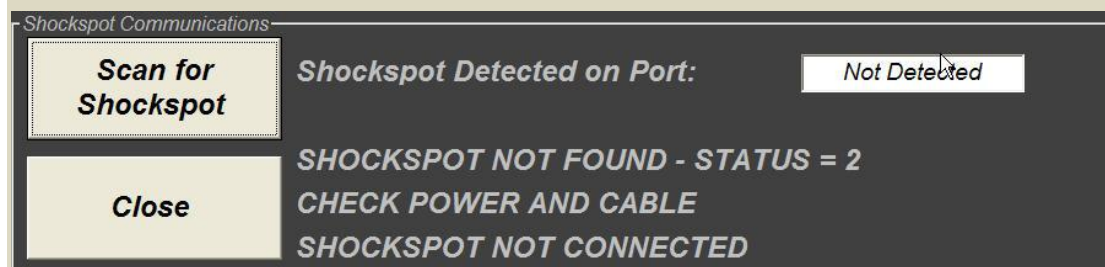 Shockspot Communications
Scan for
Shockspot
Shockspot Detected on Port:
Not Detected
SHOCKSPOT NOT FOUND - STATUS = 2
Close
CHECK POWER AND CABLE
SHOCKSPOT NOT CONNECTED